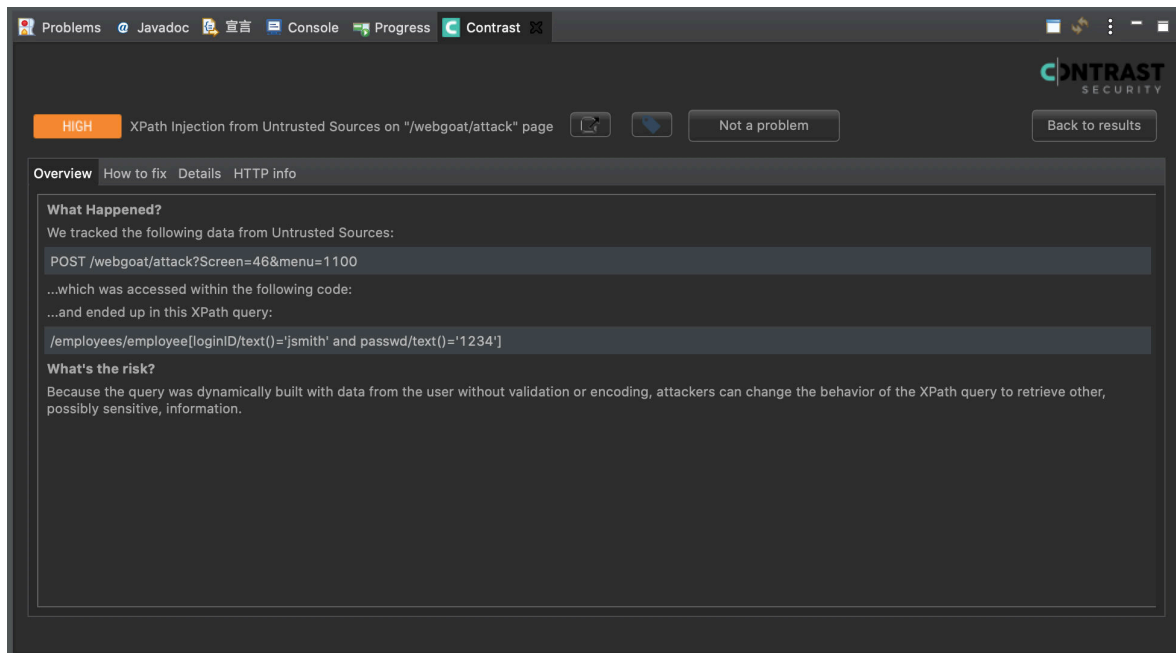 Problems @ Javadoc 宣言 Console Progress Contrast
CONTRAST
SECURITY
HIGH XPath Injection from Untrusted Sources on "/webgoat/attack" page Not a problem Back to results
Overview How to fix Details HTTP info
What Happened?
We tracked the following data from Untrusted Sources:
POST /webgoat/attack?Screen=46&menu=1100
...which was accessed within the following code:
...and ended up in this XPath query:
/employees/employee[loginID/text()='jsmith' and passwd/text()='1234']
What's the risk?
Because the query was dynamically built with data from the user without validation or encoding, attackers can change the behavior of the XPath query to retrieve other,
possibly sensitive, information.